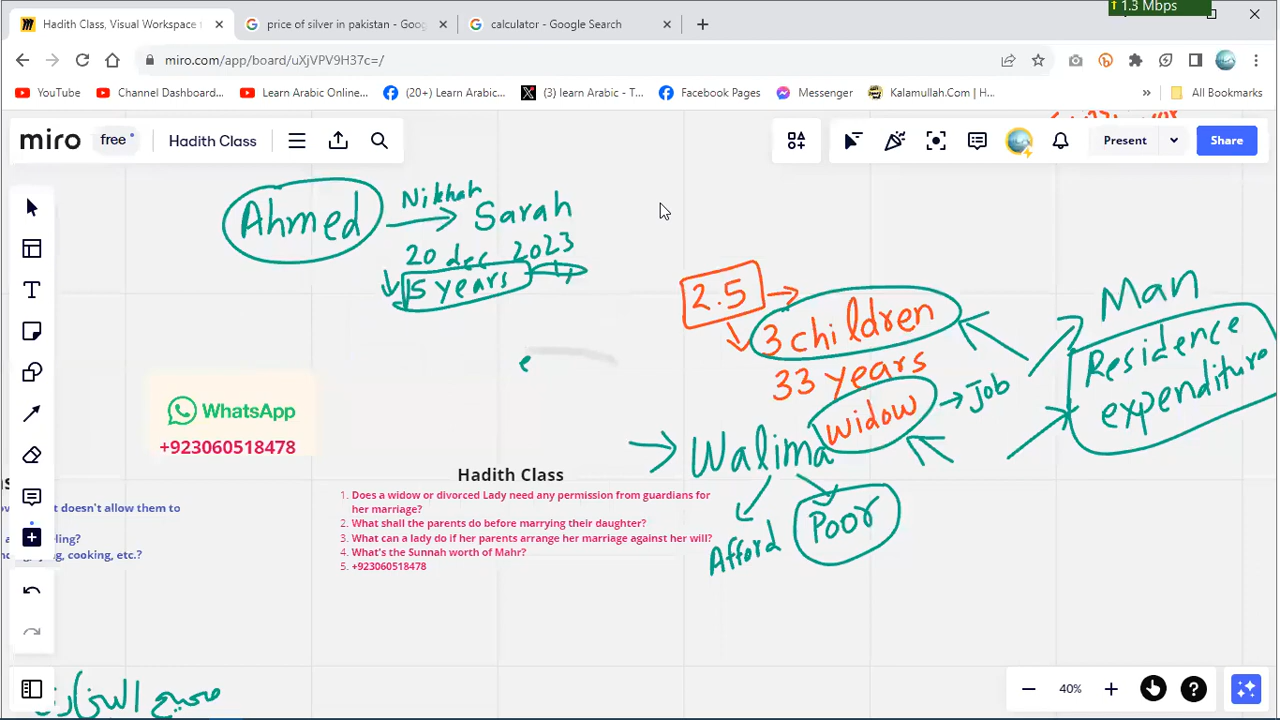 1.3 Mbps
Hadith Class, Visual Workspace
price of silver in pakistan - Goog
calculator - Google Search
miro.com/app/board/uXjVPV9H37c=/
YouTube
Channel Dashboard...
Learn Arabic Online...
(20+) Learn Arabic...
(3) learn Arabic - T...
Facebook Pages
Messenger
Kalamullah.Com | H...
All Bookmarks
miro
free
Hadith Class
Present
Share
Ahmed
Nikhah
Sarah
20 dec 2023
15 years
2.5
3 children
33 years
widow
Job
Man
Residence
expenditure
Walima
Afford
Poor
e
WhatsApp
+923060518478
t doesn't allow them to
eling?
ing, cooking, etc.?
Hadith Class
1. Does a widow or divorced Lady need any permission from guardians for
her marriage?
2. What shall the parents do before marrying their daughter?
3. What can a lady do if her parents arrange her marriage against her will?
4. What's the Sunnah worth of Mahr?
5. +923060518478
40%